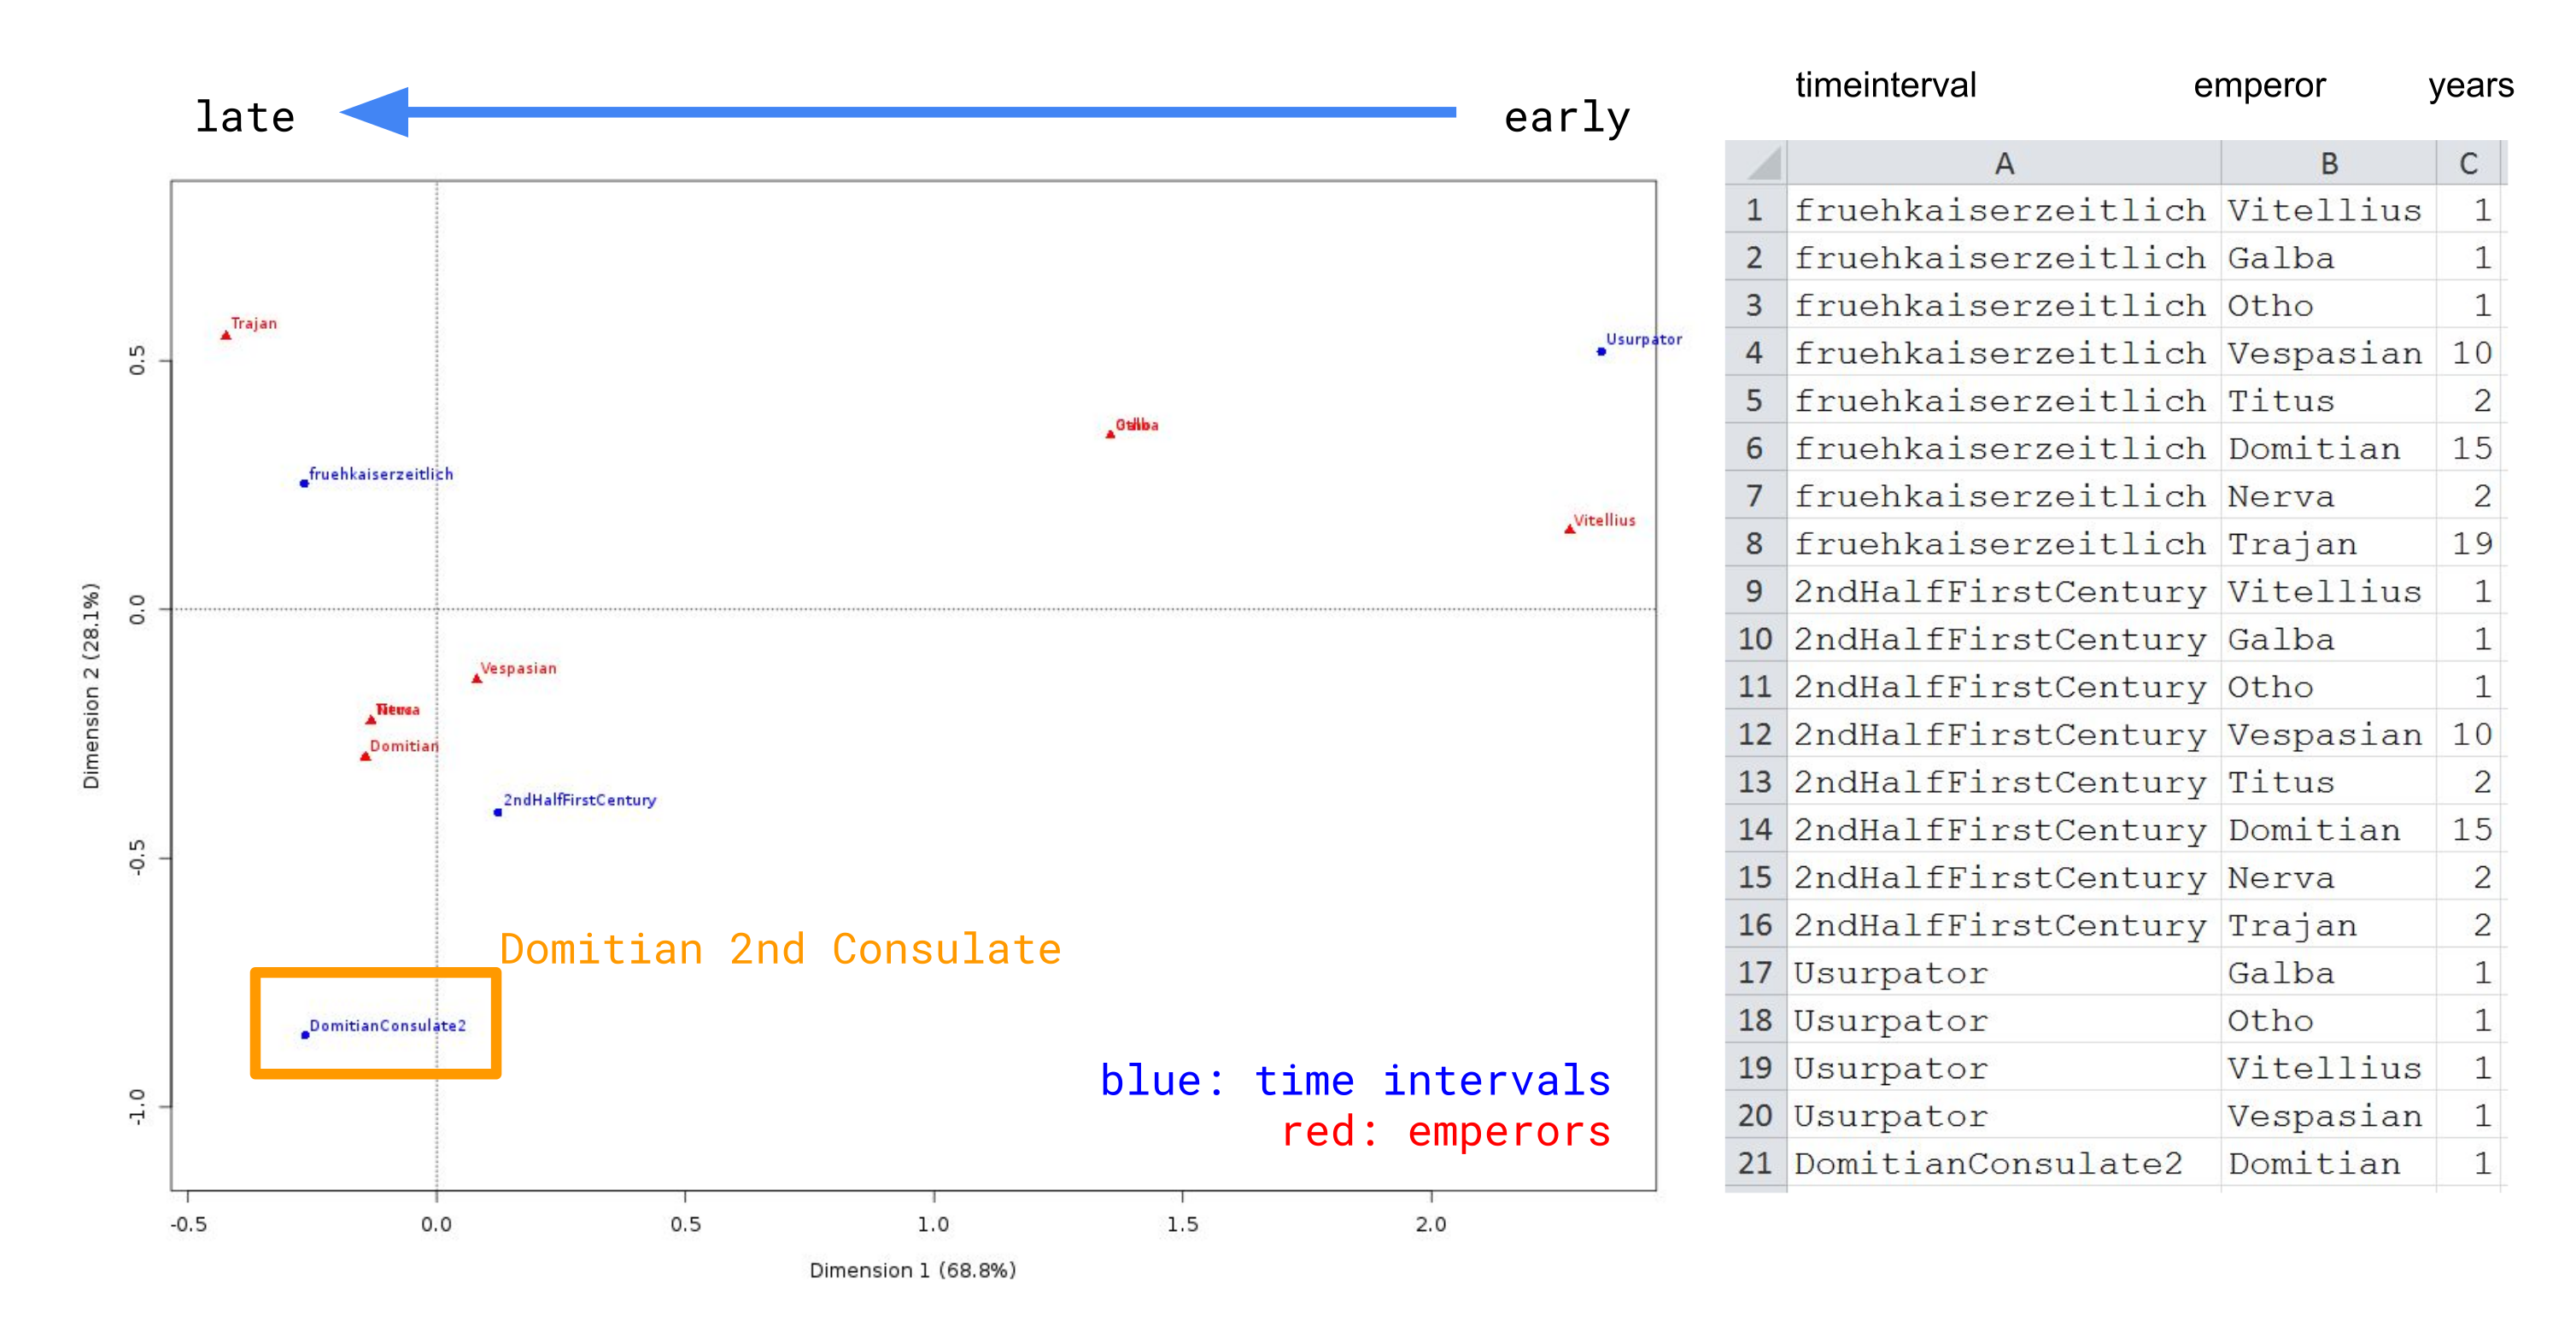 late
early
timeinterval emperor years
A B C
1 fruehkaiserzeitlich Vitellius 1
2 fruehkaiserzeitlich Galba 1
3 fruehkaiserzeitlich Otho 1
4 fruehkaiserzeitlich Vespasian 10
5 fruehkaiserzeitlich Titus 2
6 fruehkaiserzeitlich Domitian 15
7 fruehkaiserzeitlich Nerva 2
8 fruehkaiserzeitlich Trajan 19
9 2ndHalfFirstCentury Vitellius 1
10 2ndHalfFirstCentury Galba 1
11 2ndHalfFirstCentury Otho 1
12 2ndHalfFirstCentury Vespasian 10
13 2ndHalfFirstCentury Titus 2
14 2ndHalfFirstCentury Domitian 15
15 2ndHalfFirstCentury Nerva 2
16 2ndHalfFirstCentury Trajan 2
17 Usurpator Galba 1
18 Usurpator Otho 1
19 Usurpator Vitellius 1
20 Usurpator Vespasian 1
21 DomitianConsulate2 Domitian 1
Trajan
Usurpator
fruehkaiserzeitlich
Vitellius
Vespasian
Domitian
2ndHalfFirstCentury
Domitian 2nd Consulate
DomitianConsulate2
blue: time intervals
red: emperors
Dimension 2 (28.1%)
0.5
0.0
-0.5
-1.0
-0.5 0.0 0.5 1.0 1.5 2.0
Dimension 1 (68.8%)